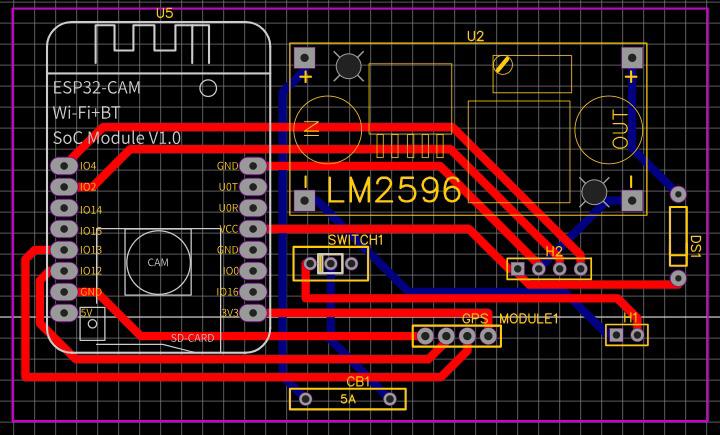 U5
U2
ESP32-CAM
Wi-Fi+BT
SoC Module V1.0
+
+
IN
OUT
IO4
GND
IO2
U0T
IO14
U0R
IO15
VCC
IO13
GND
IO12
IO0
GND
IO16
5V
3V3
CAM
SD-CARD
-
LM2596
-
SWITCH1
H2
DS1
GPS MODULE1
H1
CB1
5A